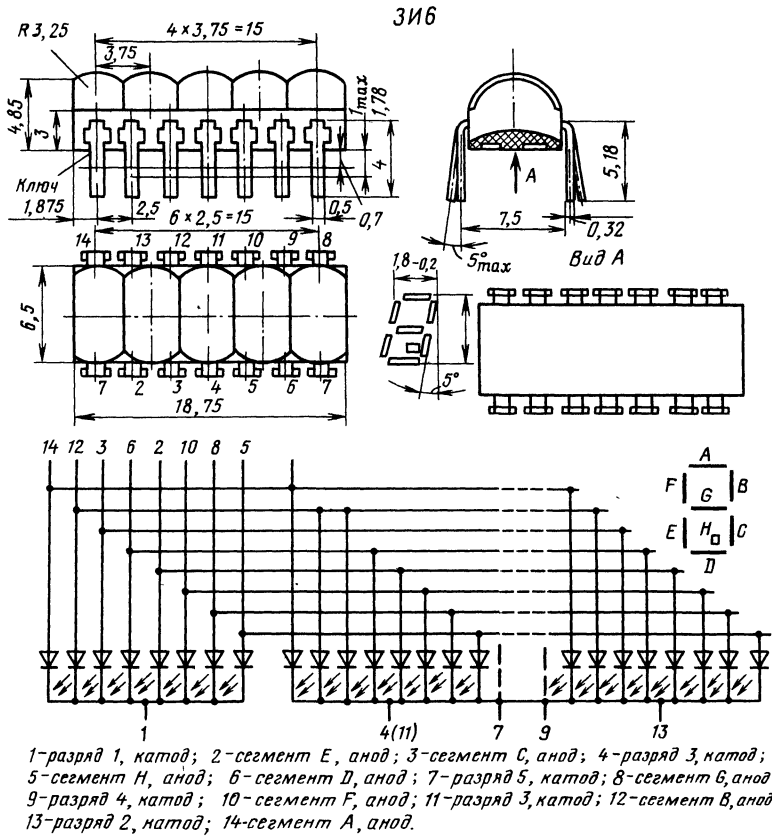 ЗИ6
R 3,25
4 × 3,75 = 15
3,75
4,85
3
1max
1,78
4
Ключ
1,875
2,5
6 × 2,5 = 15
0,5
0,7
5,18
A
7,5
0,32
5°max
Вид А
14 13 12 11 10 9 8
6,5
7 2 3 4 5 6 7
18,75
1,8-0,2
5°
14 12 3 6 2 10 8 5
A
F G B
E H C
D
1 4(11) 7 9 13
1-разряд 1, катод; 2-сегмент E, анод; 3-сегмент C, анод; 4-разряд 3, катод;
5-сегмент H, анод; 6-сегмент D, анод; 7-разряд 5, катод; 8-сегмент G, анод
9-разряд 4, катод; 10-сегмент F, анод; 11-разряд 3, катод; 12-сегмент B, анод
13-разряд 2, катод; 14-сегмент A, анод.